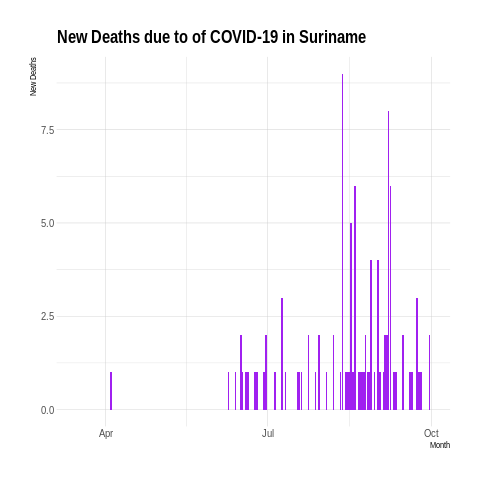 New Deaths due to of COVID-19 in Suriname
New Deaths
7.5
5.0
2.5
0.0
Apr Jul Oct
Month